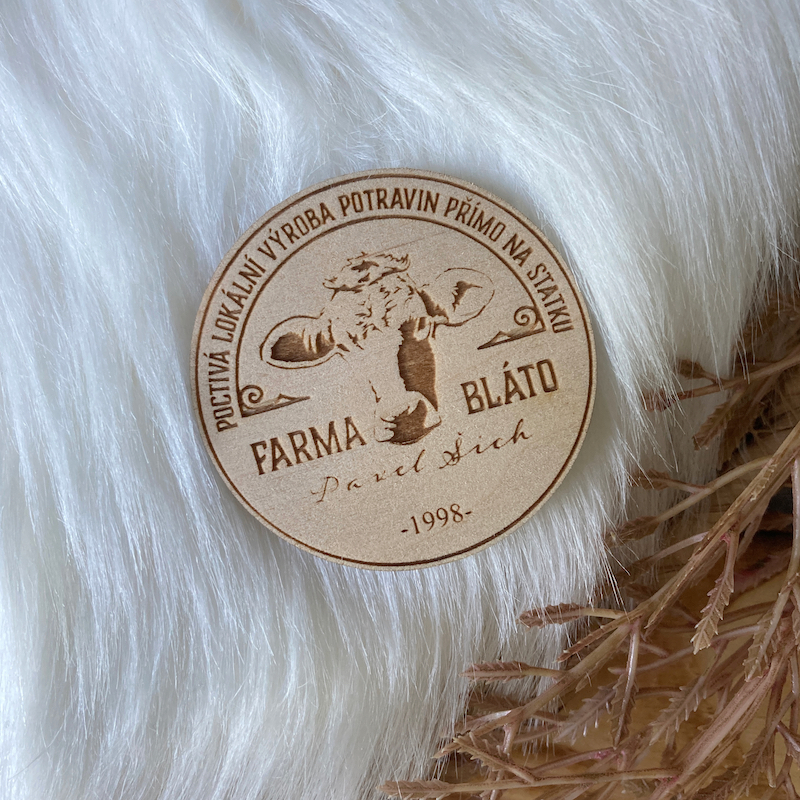 POCTIVÁ LOKÁLNÍ VÝROBA POTRAVIN PŘÍMO NA STATKU
FARMA BLÁTO
Pavel Šich
-1998-